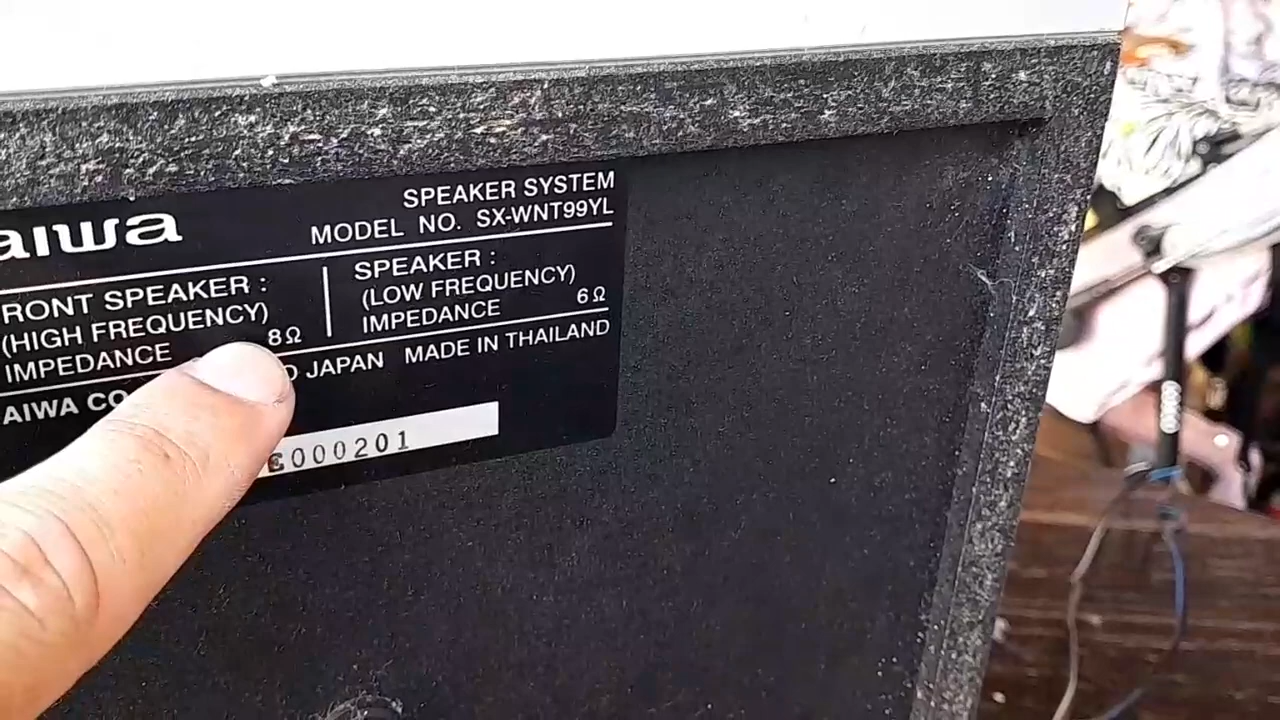 aiwa
SPEAKER SYSTEM
MODEL NO. SX-WNT99YL
RONT SPEAKER :
(HIGH FREQUENCY)
IMPEDANCE 8Ω
SPEAKER :
(LOW FREQUENCY)
IMPEDANCE 6Ω
AIWA CO JAPAN MADE IN THAILAND
000201